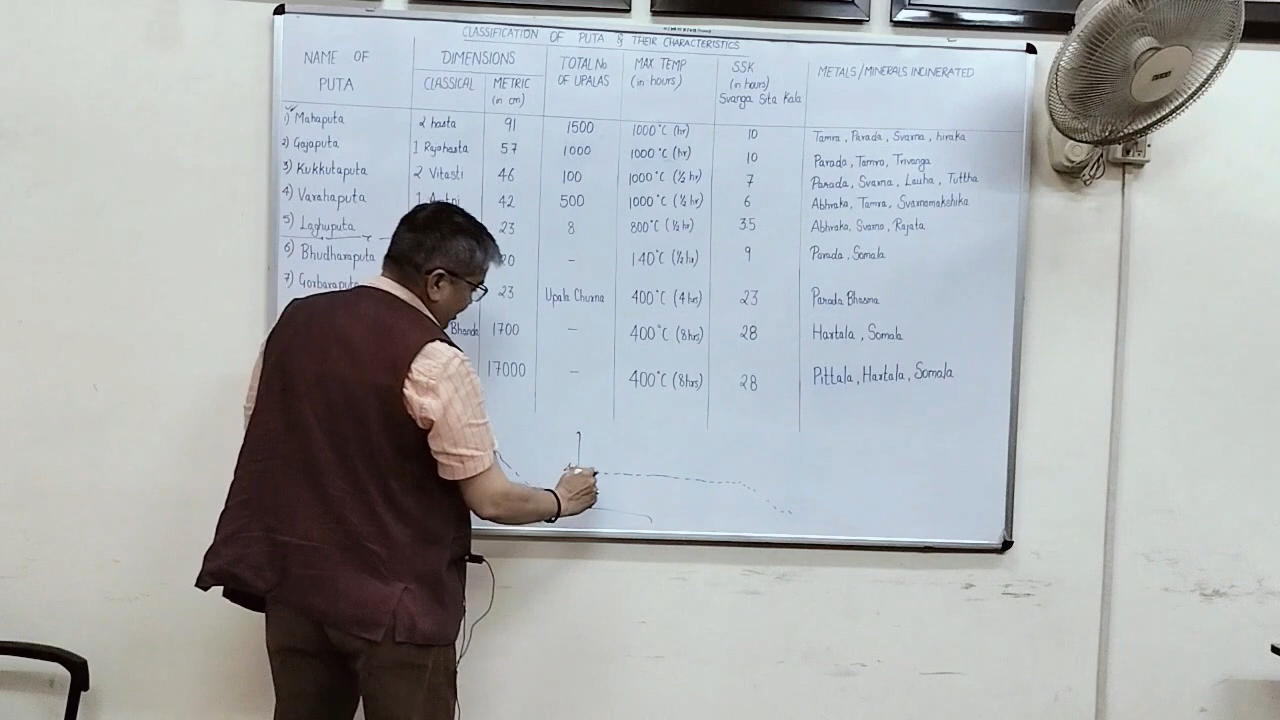 CLASSIFICATION OF PUTA & THEIR CHARACTERISTICS
NAME OF PUTA DIMENSIONS TOTAL No OF UPALAS MAX TEMP (in hours) SSK (in hours) Svanga Sita Kala METALS/MINERALS INCINERATED
CLASSICAL METRIC (in cm)
1) Mahaputa 2 hasta 91 1500 1000°C (hr) 10 Tamra, Parada, Svarna, hiraka
2) Gajaputa 1 Rajahasta 57 1000 1000°C (hr) 10 Parada, Tamra, Trivanga
3) Kukkutaputa 2 Vitasti 46 100 1000°C (½ hr) 7 Parada, Svarna, Lauha, Tuttha
4) Varahaputa 1 42 500 1000°C (½ hr) 6 Abhraka, Tamra, Svarnamakshika
5) Laghuputa 23 8 800°C (½ hr) 35 Abhraka, Svarna, Rajata
6) Bhudharaputa 20 - 140°C (½ hr) 9 Parada, Somala
7) Gorbaraputa 23 Upala Churna 400°C (4 hrs) 23 Parada Bhasma
Bhanda 1700 - 400°C (8 hrs) 28 Hartala, Somala
17000 - 400°C (8 hrs) 28 Pittala, Hartala, Somala